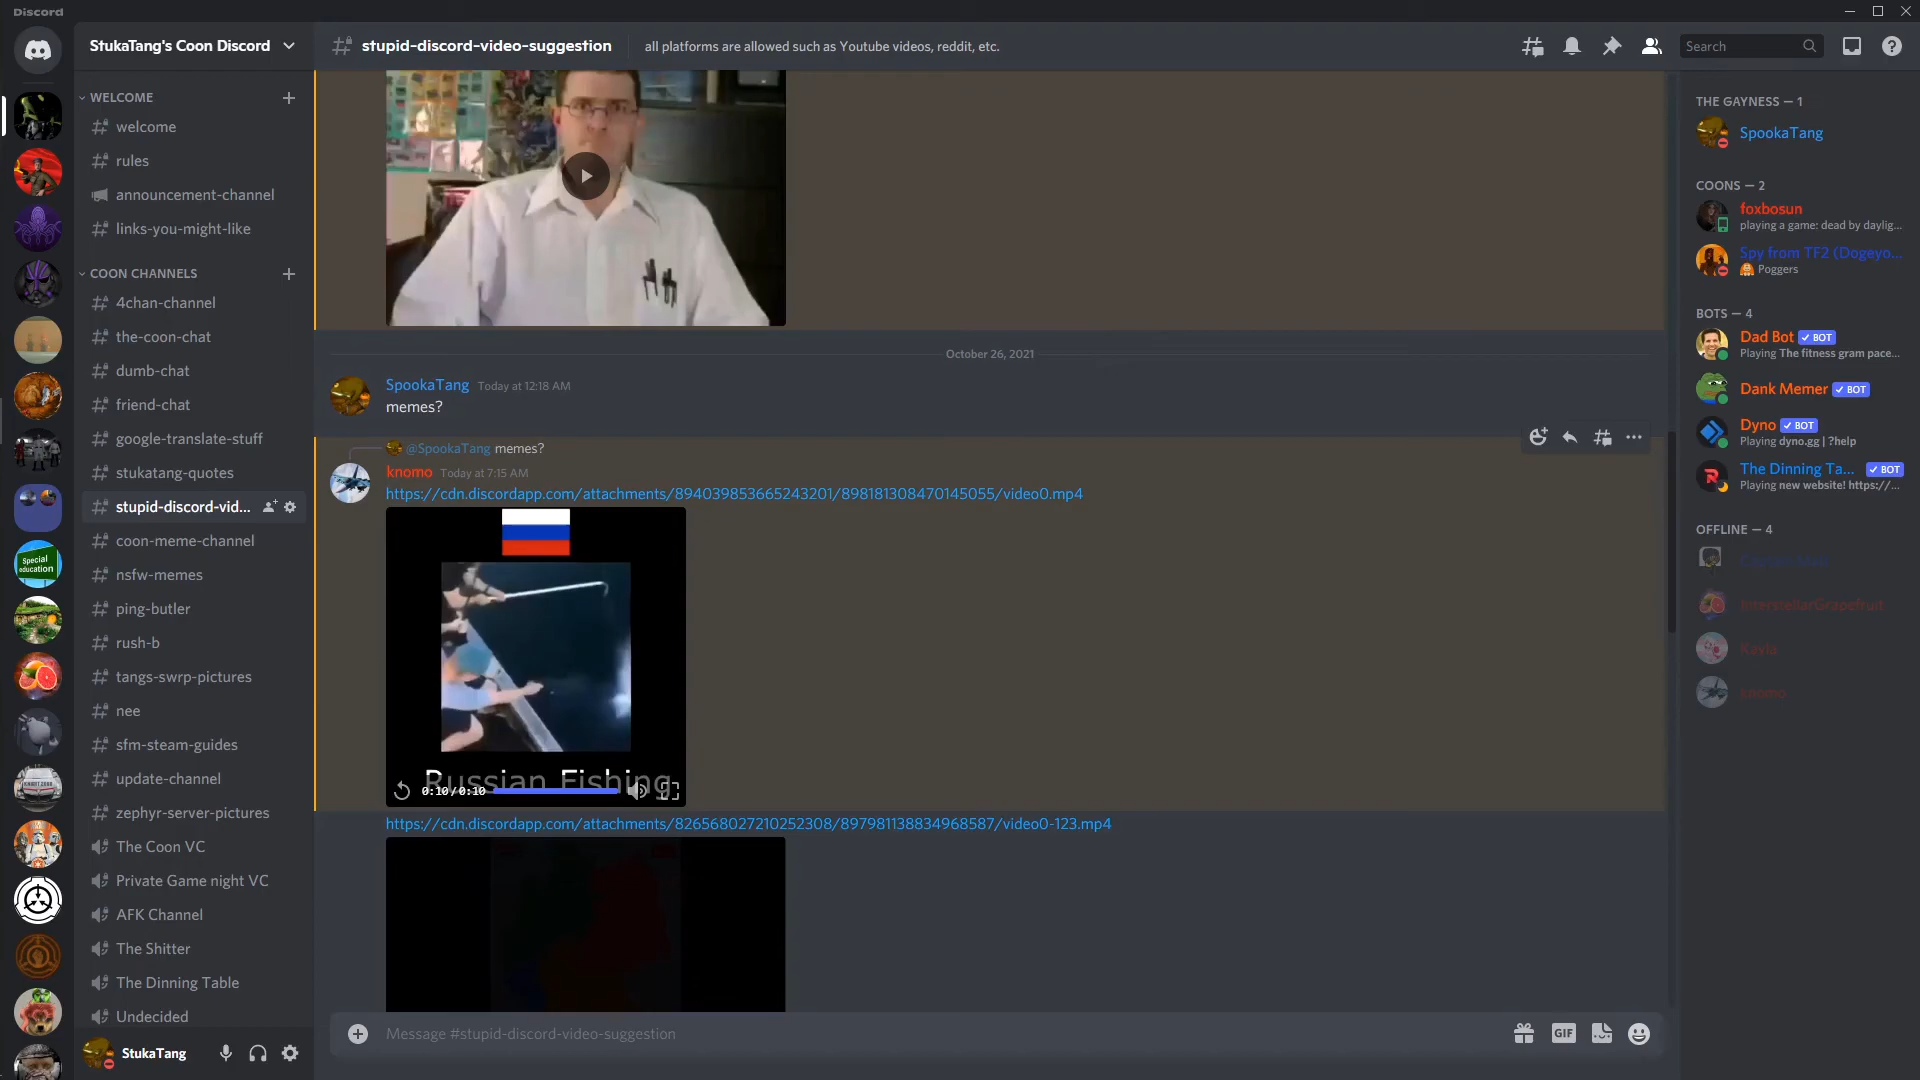 Discord
StukaTang's Coon Discord
stupid-discord-video-suggestion
all platforms are allowed such as Youtube videos, reddit, etc.
Search
WELCOME
welcome
rules
announcement-channel
links-you-might-like
COON CHANNELS
4chan-channel
the-coon-chat
dumb-chat
friend-chat
google-translate-stuff
stukatang-quotes
stupid-discord-vid...
coon-meme-channel
nsfw-memes
ping-butler
rush-b
tangs-swrp-pictures
nee
sfm-steam-guides
update-channel
zephyr-server-pictures
The Coon VC
Private Game night VC
AFK Channel
The Shitter
The Dinning Table
Undecided
StukaTang
Special
education
October 26, 2021
SpookaTang Today at 12:18 AM
memes?
@SpookaTang memes?
knomo Today at 7:15 AM
https://cdn.discordapp.com/attachments/894039853665243201/898181308470145055/video0.mp4
Russian Fishing
0:10/0:10
https://cdn.discordapp.com/attachments/826568027210252308/897981138834968587/video0-123.mp4
Message #stupid-discord-video-suggestion
GIF
THE GAYNESS — 1
SpookaTang
COONS — 2
foxbosun
playing a game: dead by daylig...
Spy from TF2 (Dogeyo...
Poggers
BOTS — 4
Dad Bot BOT
Playing The fitness gram pace...
Dank Memer BOT
Dyno BOT
Playing dyno.gg | ?help
The Dinning Ta... BOT
Playing new website! https://...
OFFLINE — 4
InterstellarGrapefruit
Kayla
knomo